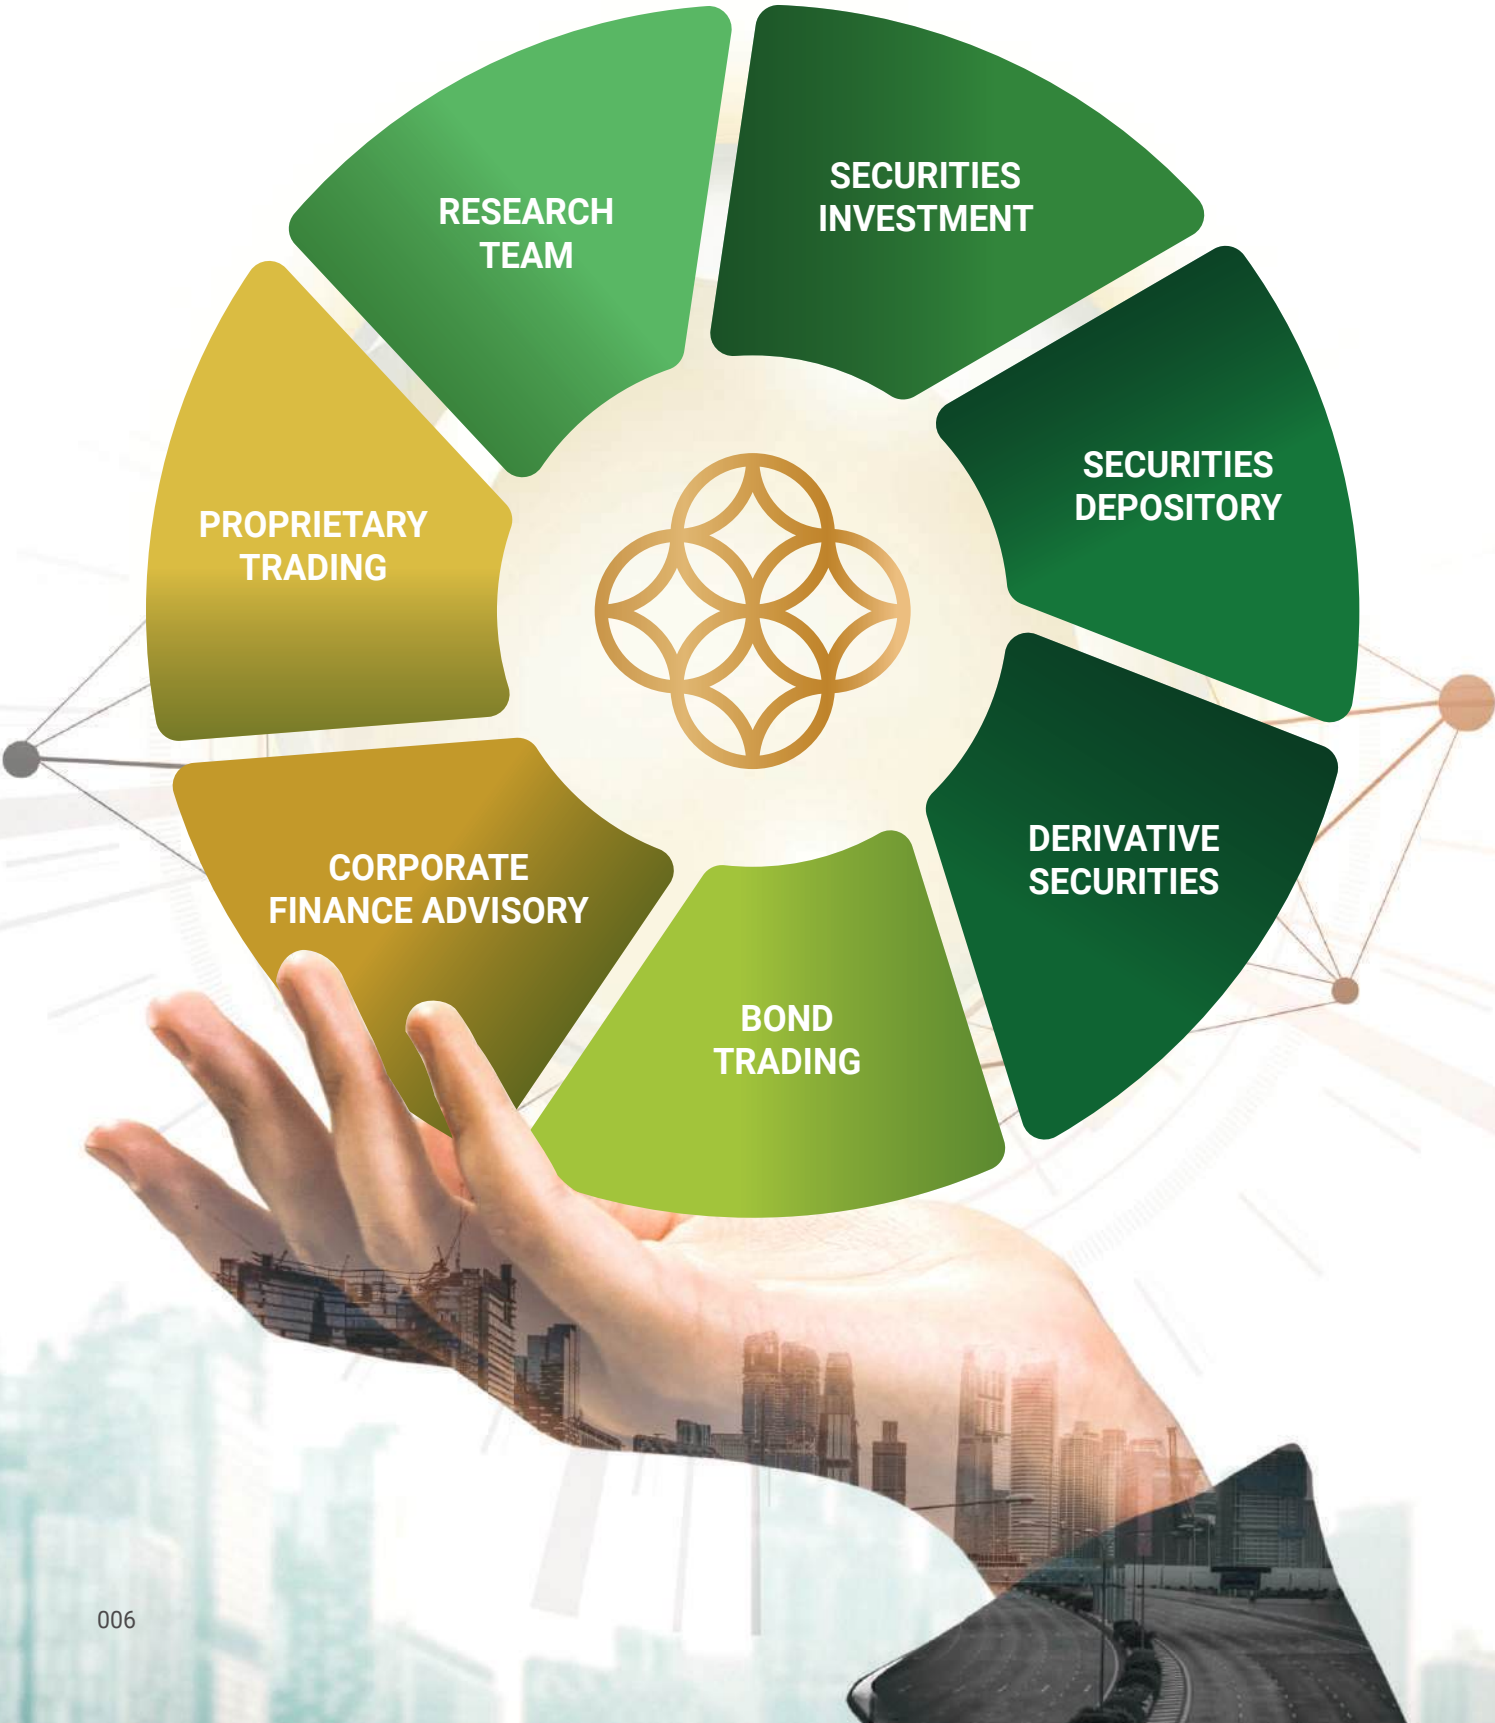 SECURITIES
INVESTMENT
RESEARCH
TEAM
SECURITIES
DEPOSITORY
PROPRIETARY
TRADING
DERIVATIVE
SECURITIES
CORPORATE
FINANCE ADVISORY
BOND
TRADING
006